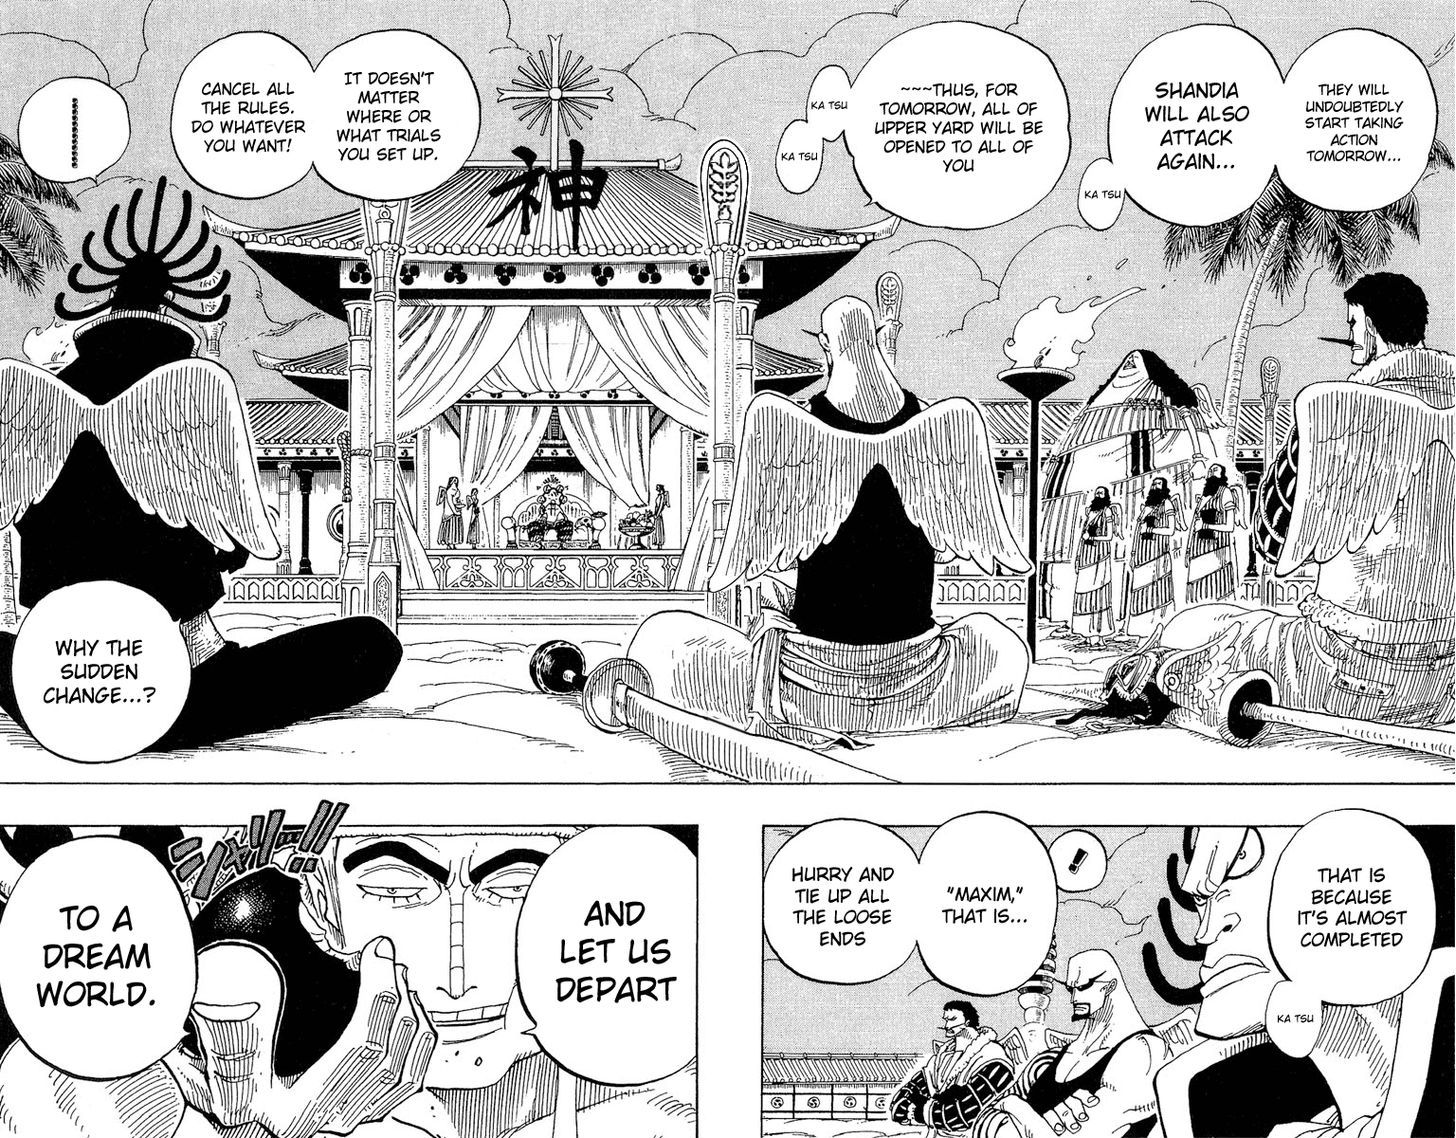 THEY WILL
UNDOUBTEDLY
START TAKING
ACTION
TOMORROW...
SHANDIA
WILL ALSO
ATTACK
AGAIN...
KA TSU
~~~THUS, FOR
TOMORROW, ALL OF
UPPER YARD WILL BE
OPENED TO ALL OF
YOU
KA TSU
KA TSU
IT DOESN'T
MATTER
WHERE OR
WHAT TRIALS
YOU SET UP.
CANCEL ALL
THE RULES.
DO WHATEVER
YOU WANT!
!!
神
WHY THE
SUDDEN
CHANGE...?
THAT IS
BECAUSE
IT'S ALMOST
COMPLETED
KA TSU
!
"MAXIM,"
THAT IS...
HURRY AND
TIE UP ALL
THE LOOSE
ENDS
AND
LET US
DEPART
シャリ…!!
TO A
DREAM
WORLD.